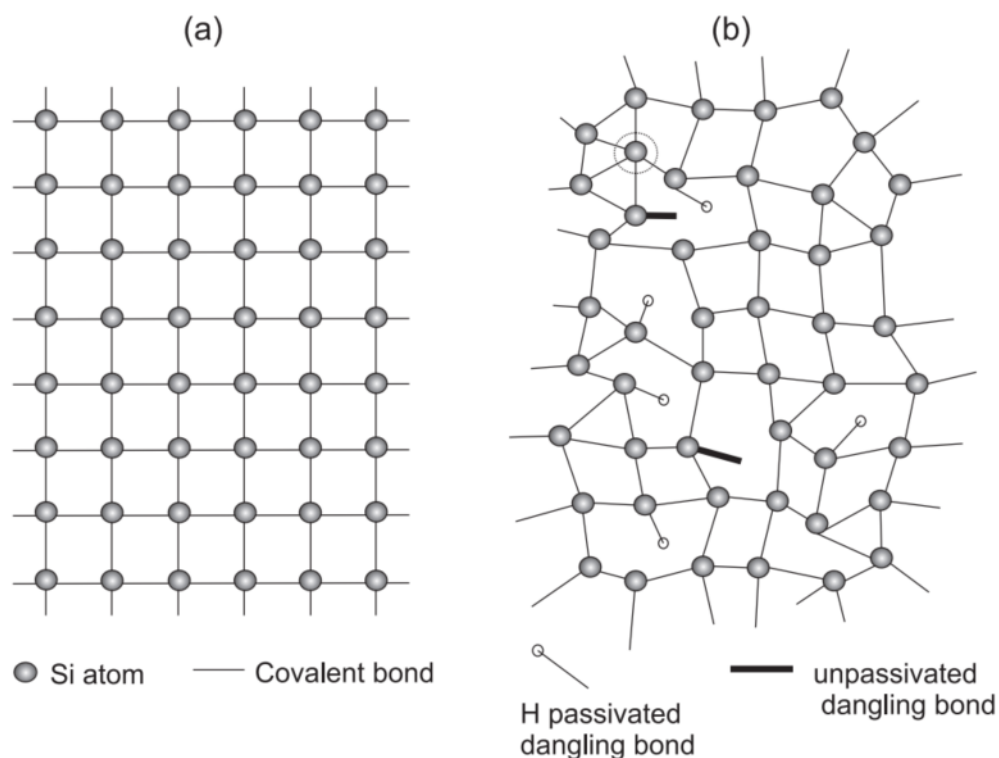 (a)
(b)
Si atom
Covalent bond
H passivated
dangling bond
unpassivated
dangling bond